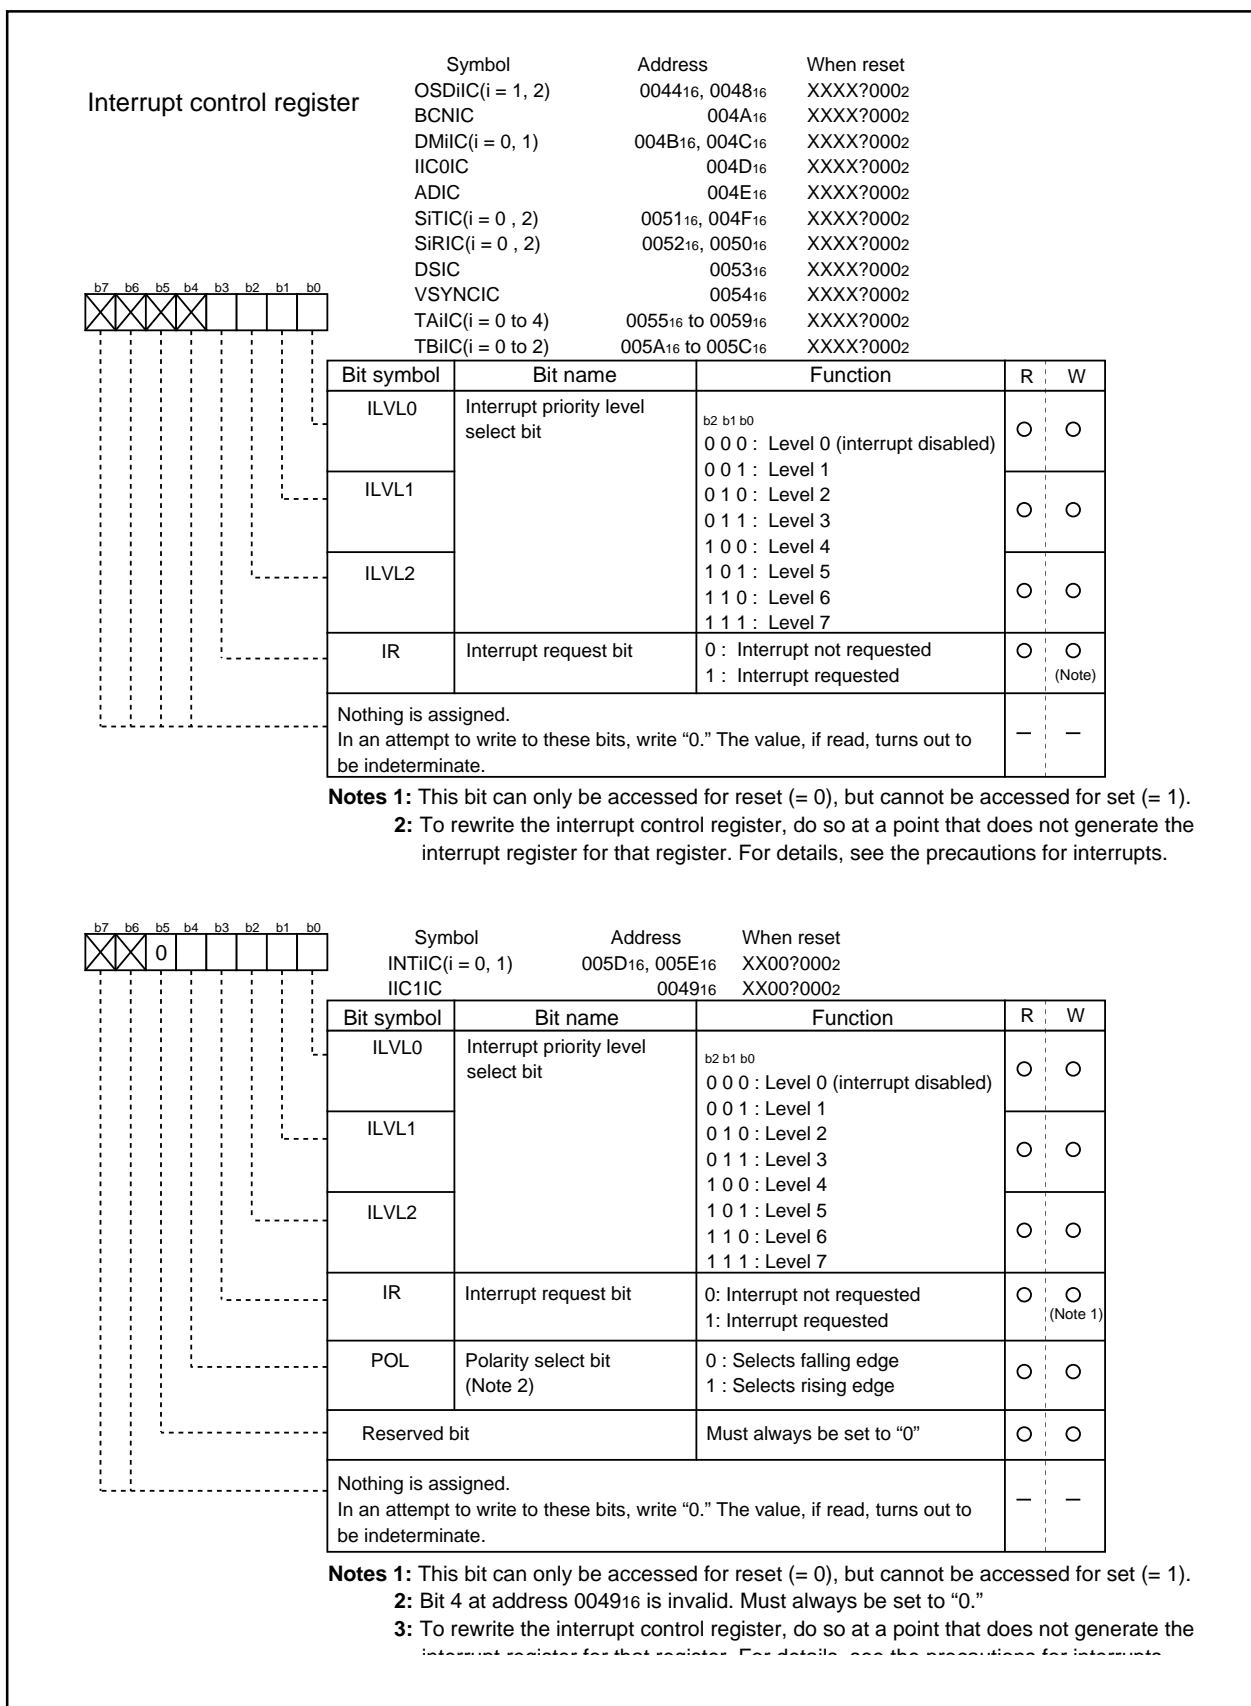 Interrupt control register
Symbol Address When reset
OSDiIC(i = 1, 2) 004416, 004816 XXXX?0002
BCNIC 004A16 XXXX?0002
DMiIC(i = 0, 1) 004B16, 004C16 XXXX?0002
IIC0IC 004D16 XXXX?0002
ADIC 004E16 XXXX?0002
SiTIC(i = 0 , 2) 005116, 004F16 XXXX?0002
SiRIC(i = 0 , 2) 005216, 005016 XXXX?0002
DSIC 005316 XXXX?0002
VSYNCIC 005416 XXXX?0002
TAiIC(i = 0 to 4) 005516 to 005916 XXXX?0002
TBiIC(i = 0 to 2) 005A16 to 005C16 XXXX?0002
b7 b6 b5 b4 b3 b2 b1 b0
Bit symbol Bit name Function R W
ILVL0 Interrupt priority level
select bit
b2 b1 b0
0 0 0 : Level 0 (interrupt disabled)
0 0 1 : Level 1
ILVL1 0 1 0 : Level 2
0 1 1 : Level 3
1 0 0 : Level 4
ILVL2 1 0 1 : Level 5
1 1 0 : Level 6
1 1 1 : Level 7
IR Interrupt request bit 0 : Interrupt not requested
1 : Interrupt requested (Note)
Nothing is assigned.
In an attempt to write to these bits, write “0.” The value, if read, turns out to
be indeterminate.
Notes 1: This bit can only be accessed for reset (= 0), but cannot be accessed for set (= 1).
2: To rewrite the interrupt control register, do so at a point that does not generate the
interrupt register for that register. For details, see the precautions for interrupts.
b7 b6 b5 b4 b3 b2 b1 b0
0
Symbol Address When reset
INTiIC(i = 0, 1) 005D16, 005E16 XX00?0002
IIC1IC 004916 XX00?0002
Bit symbol Bit name Function R W
ILVL0 Interrupt priority level
select bit
b2 b1 b0
0 0 0 : Level 0 (interrupt disabled)
0 0 1 : Level 1
ILVL1 0 1 0 : Level 2
0 1 1 : Level 3
1 0 0 : Level 4
ILVL2 1 0 1 : Level 5
1 1 0 : Level 6
1 1 1 : Level 7
IR Interrupt request bit 0: Interrupt not requested
1: Interrupt requested (Note 1)
POL Polarity select bit 0 : Selects falling edge
(Note 2) 1 : Selects rising edge
Reserved bit Must always be set to “0”
Nothing is assigned.
In an attempt to write to these bits, write “0.” The value, if read, turns out to
be indeterminate.
Notes 1: This bit can only be accessed for reset (= 0), but cannot be accessed for set (= 1).
2: Bit 4 at address 004916 is invalid. Must always be set to “0.”
3: To rewrite the interrupt control register, do so at a point that does not generate the
interrupt register for that register. For details, see the precautions for interrupts.